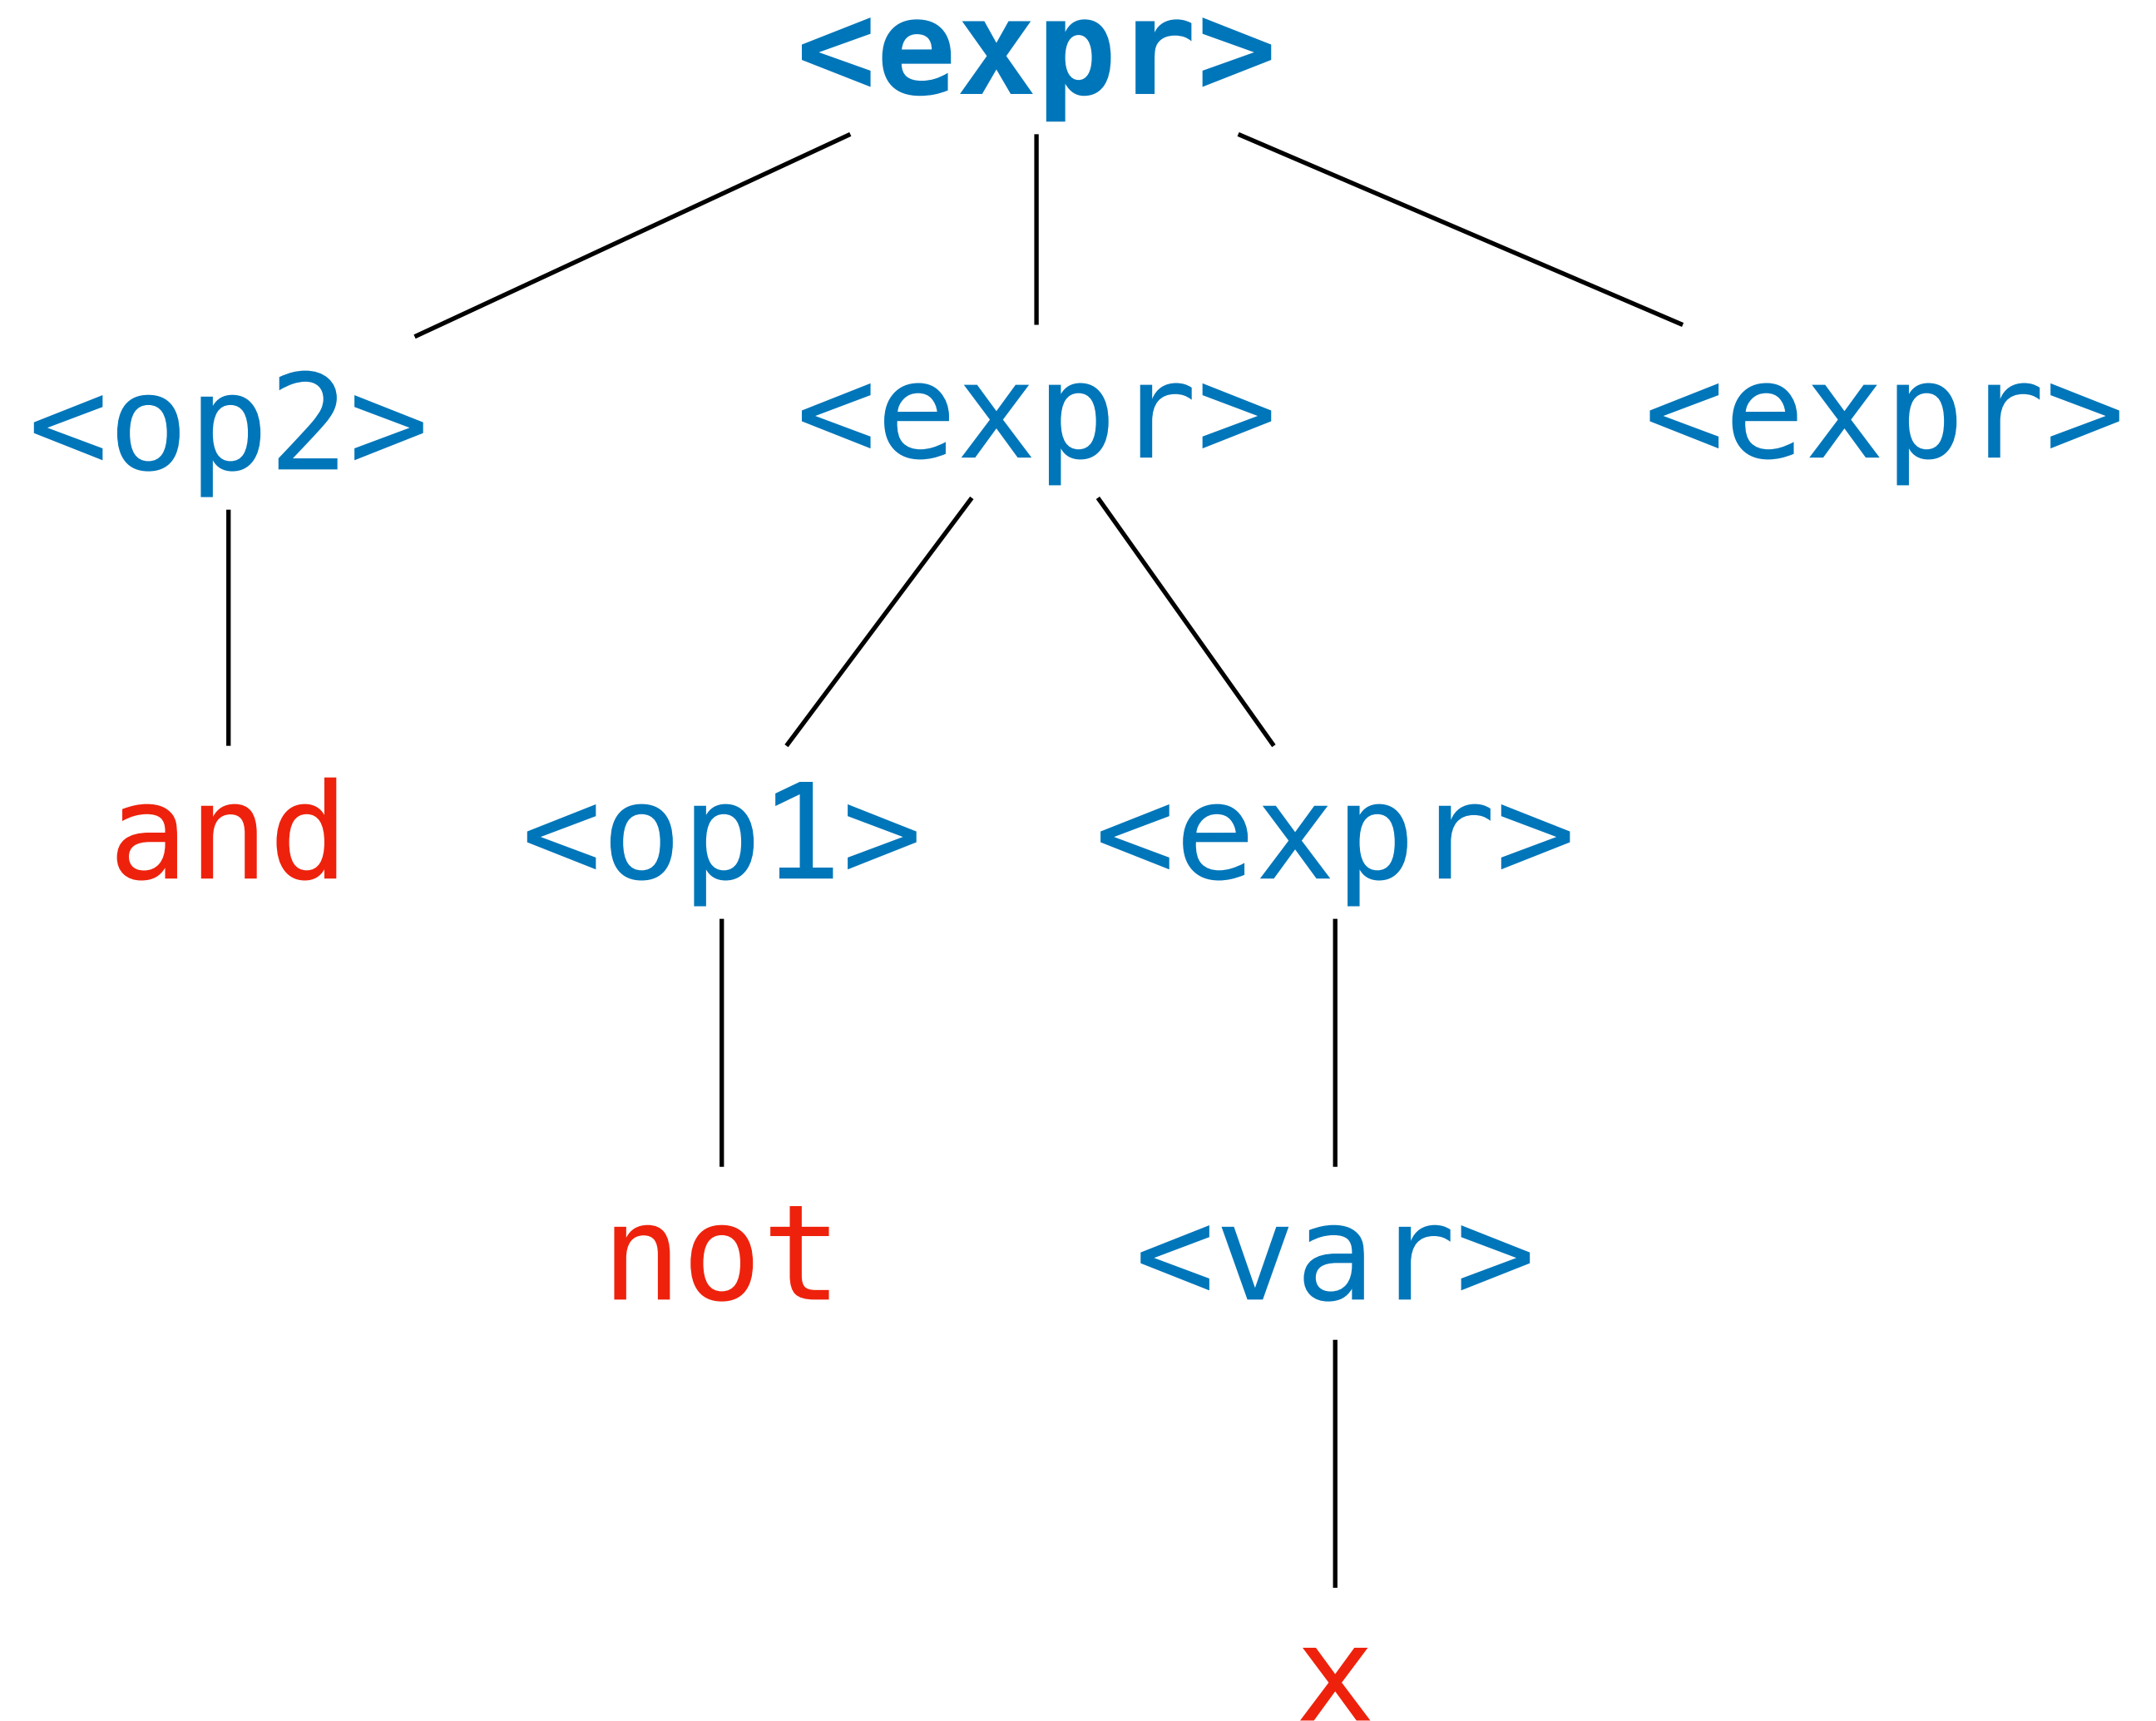 <expr>
<op2> <expr> <expr>
and <op1> <expr>
not <var>
x